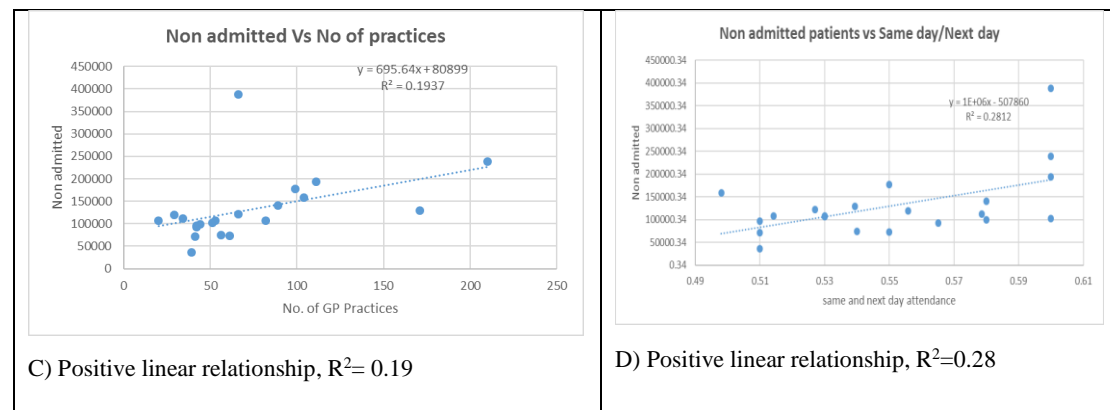 Non admitted Vs No of practices
y = 695.64x + 80899
R² = 0.1937
450000
400000
350000
300000
250000
200000
150000
100000
50000
0
Non admitted
0 50 100 150 200 250
No. of GP Practices
C) Positive linear relationship, R²= 0.19
Non admitted patients vs Same day/Next day
y = 1E+06x - 507860
R² = 0.2812
450000.34
400000.34
350000.34
300000.34
250000.34
200000.34
150000.34
100000.34
50000.34
0.34
Non admitted
0.49 0.51 0.53 0.55 0.57 0.59 0.61
same and next day attendance
D) Positive linear relationship, R²=0.28